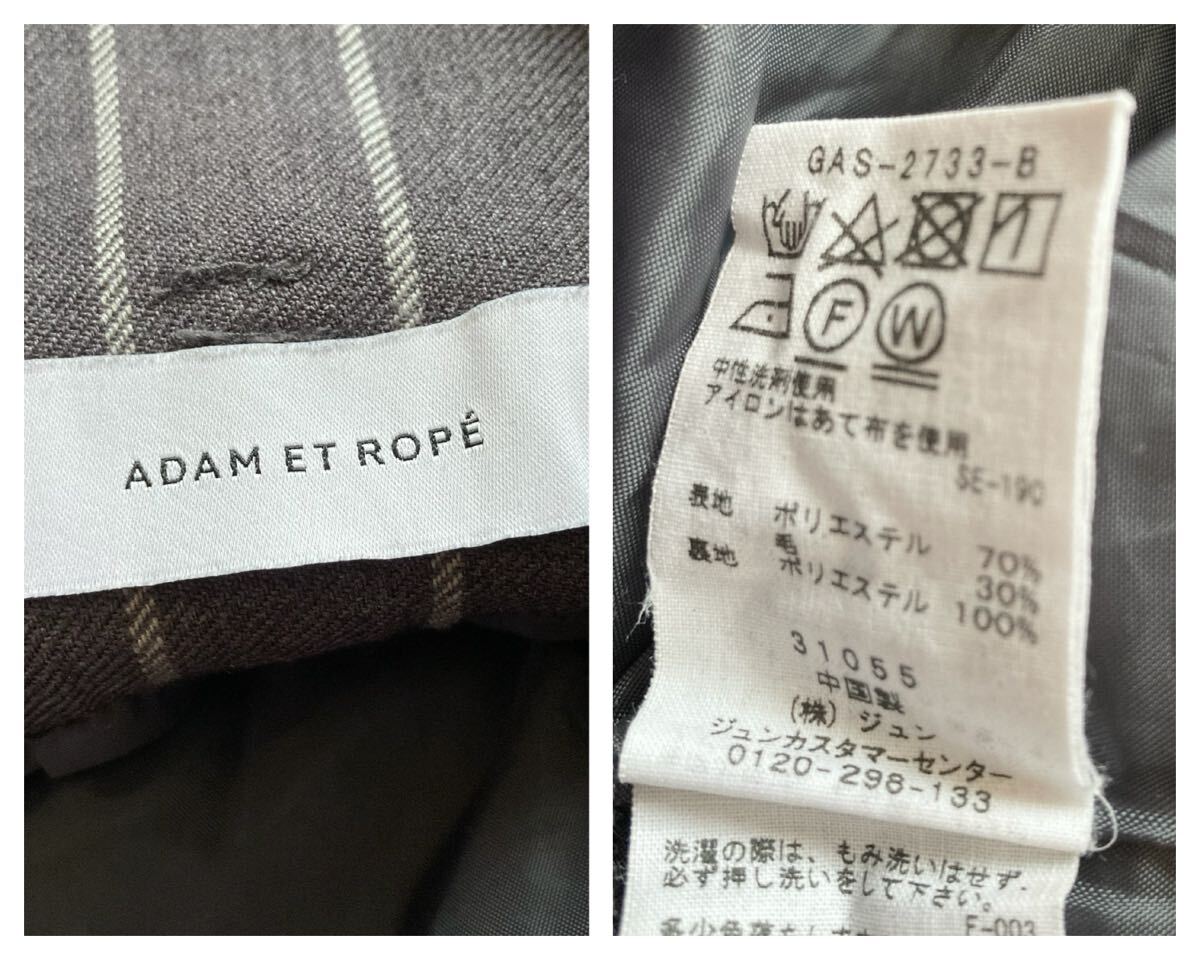 ADAM ET ROPÉ
GAS-2733-B
F W
中性洗剤使用
アイロンはあて布を使用
SE-190
表地 ポリエステル 70%
毛 30%
裏地 ポリエステル 100%
31055
中国製
(株) ジュン
ジュンカスタマーセンター
0120-298-133
洗濯の際は、もみ洗いはせず、
必ず押し洗いをして下さい。
F-003